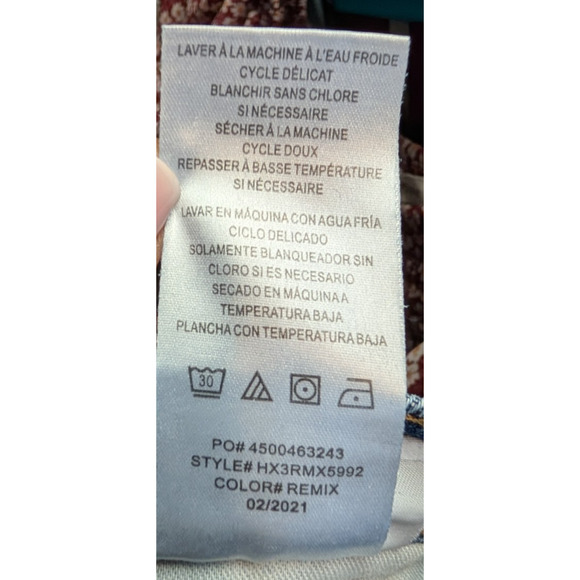 LAVER À LA MACHINE À L'EAU FROIDE
CYCLE DÉLICAT
BLANCHIR SANS CHLORE
SI NÉCESSAIRE
SÉCHER À LA MACHINE
CYCLE DOUX
REPASSER À BASSE TEMPÉRATURE
SI NÉCESSAIRE
LAVAR EN MÁQUINA CON AGUA FRÍA
CICLO DELICADO
SOLAMENTE BLANQUEADOR SIN
CLORO SI ES NECESARIO
SECADO EN MÁQUINA A
TEMPERATURA BAJA
PLANCHA CON TEMPERATURA BAJA
30
PO# 4500463243
STYLE# HX3RMX5992
COLOR# REMIX
02/2021